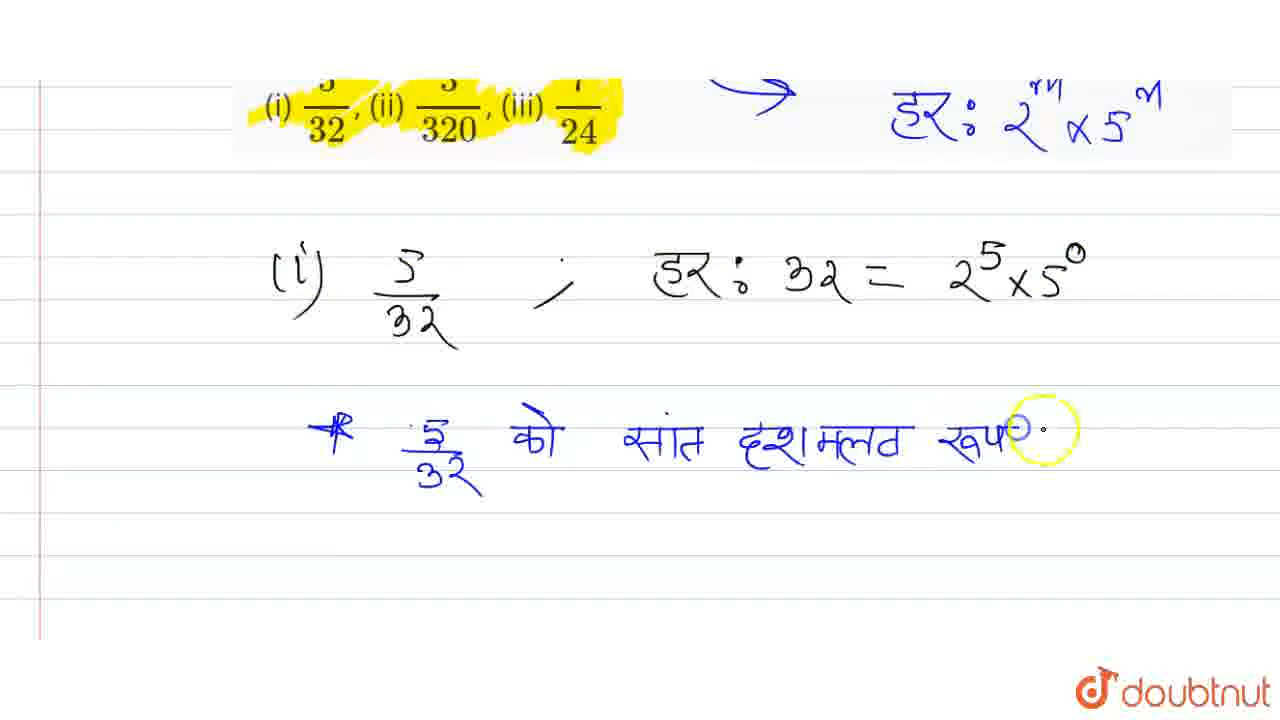 (i) 5/32, (ii) 3/320, (iii) 7/24
हर: 2^m × 5^n
(i) 5/32 ; हर: 32 = 2^5 × 5^0
* 5/32 को सांत दशमलव रूप
doubtnut